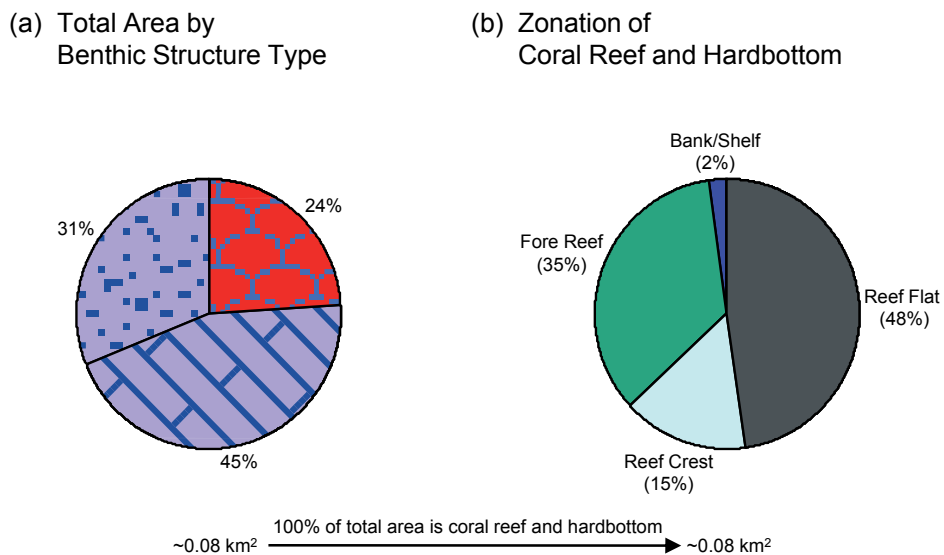 (a) Total Area by
Benthic Structure Type
(b) Zonation of
Coral Reef and Hardbottom
24%
31%
45%
Bank/Shelf
(2%)
Fore Reef
(35%)
Reef Flat
(48%)
Reef Crest
(15%)
~0.08 km²
100% of total area is coral reef and hardbottom
~0.08 km²